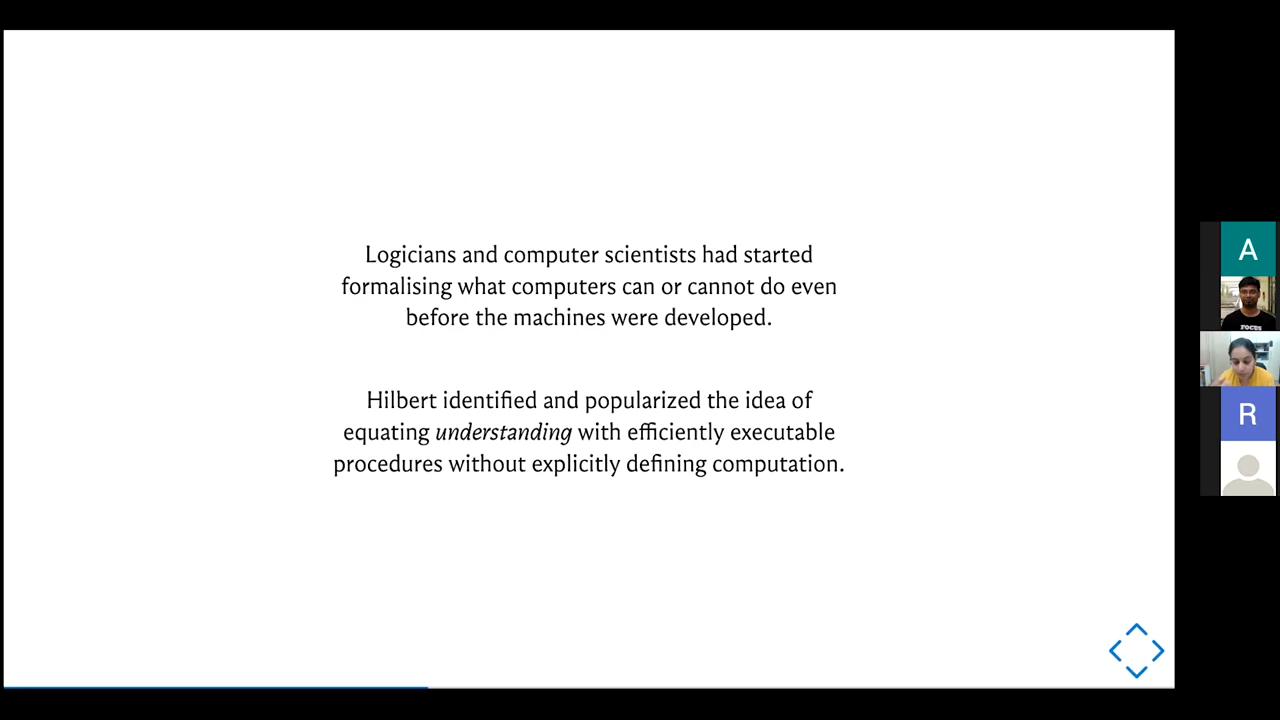 Logicians and computer scientists had started
formalising what computers can or cannot do even
before the machines were developed.
Hilbert identified and popularized the idea of
equating understanding with efficiently executable
procedures without explicitly defining computation.
A
FOCUS
R